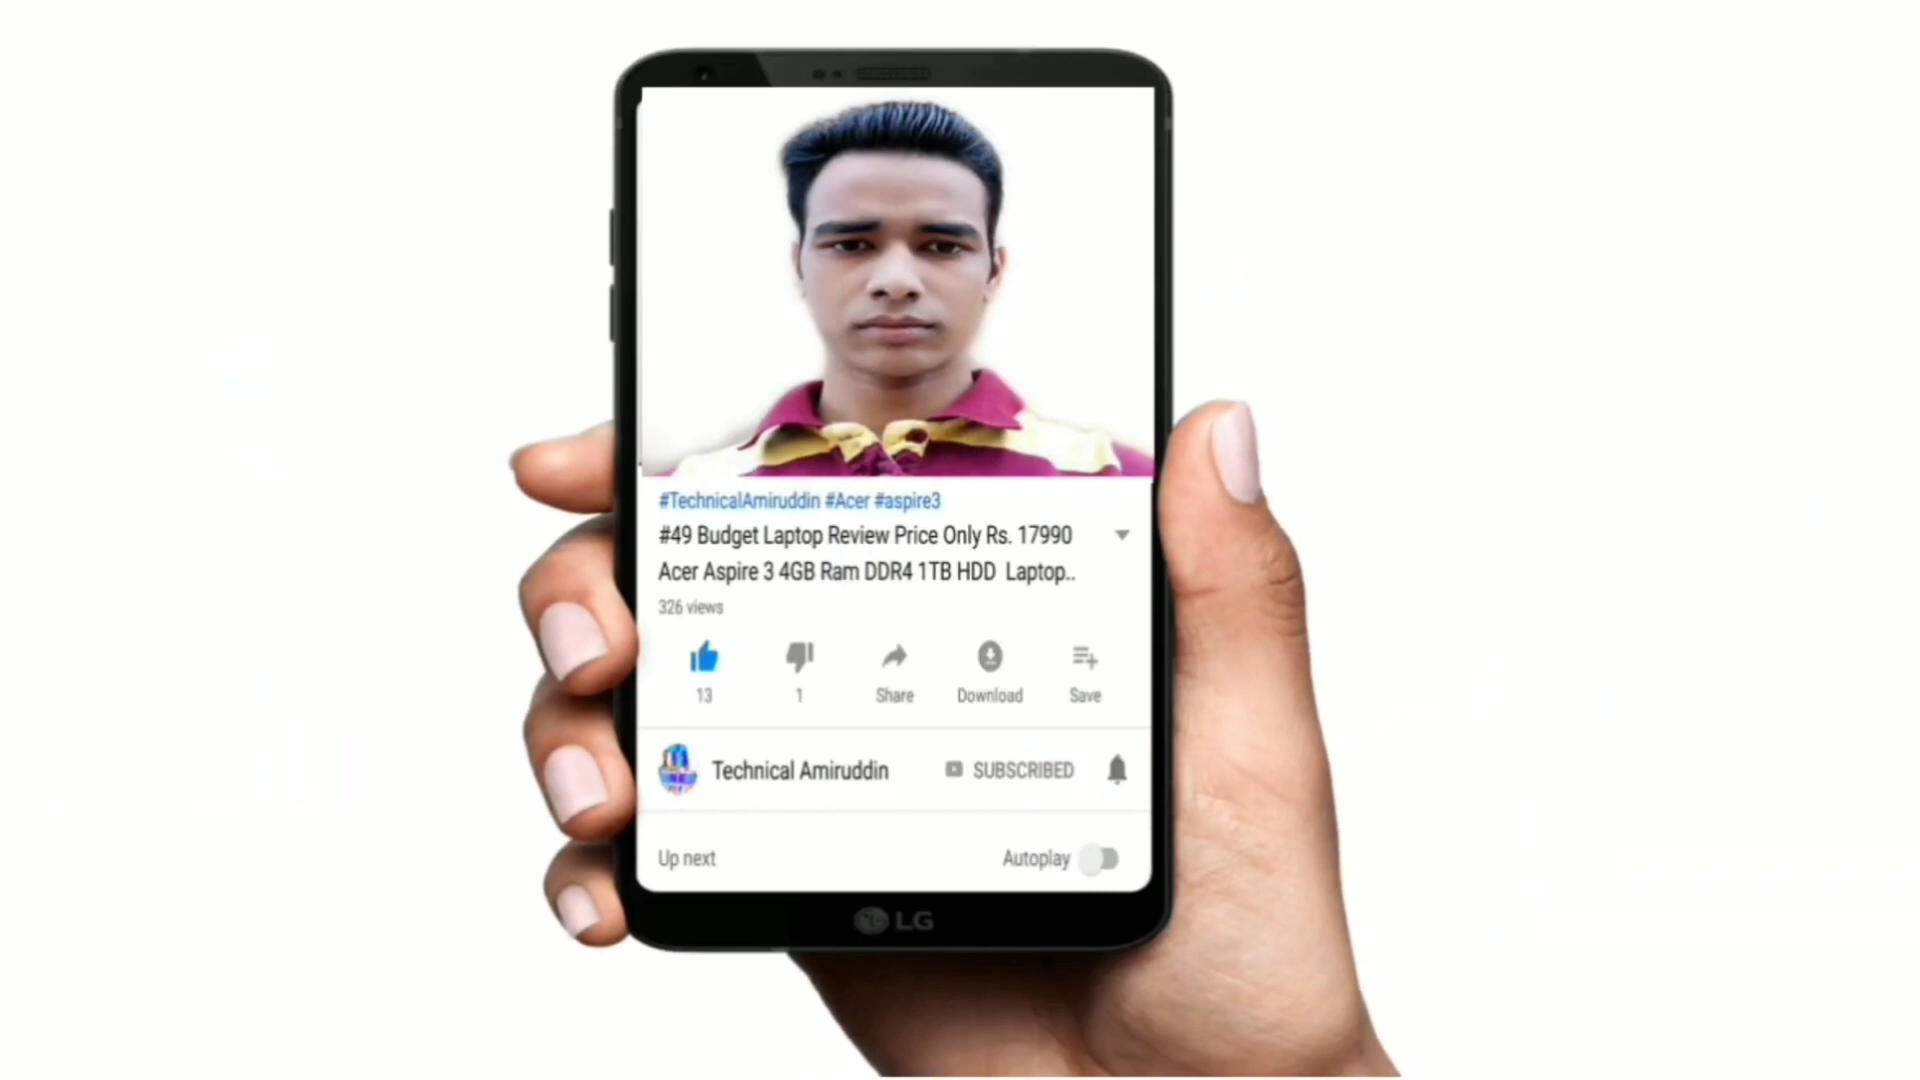 #TechnicalAmiruddin #Acer #aspire3
#49 Budget Laptop Review Price Only Rs. 17990
Acer Aspire 3 4GB Ram DDR4 1TB HDD Laptop..
326 views
13 1 Share Download Save
Technical Amiruddin SUBSCRIBED
Up next Autoplay
LG